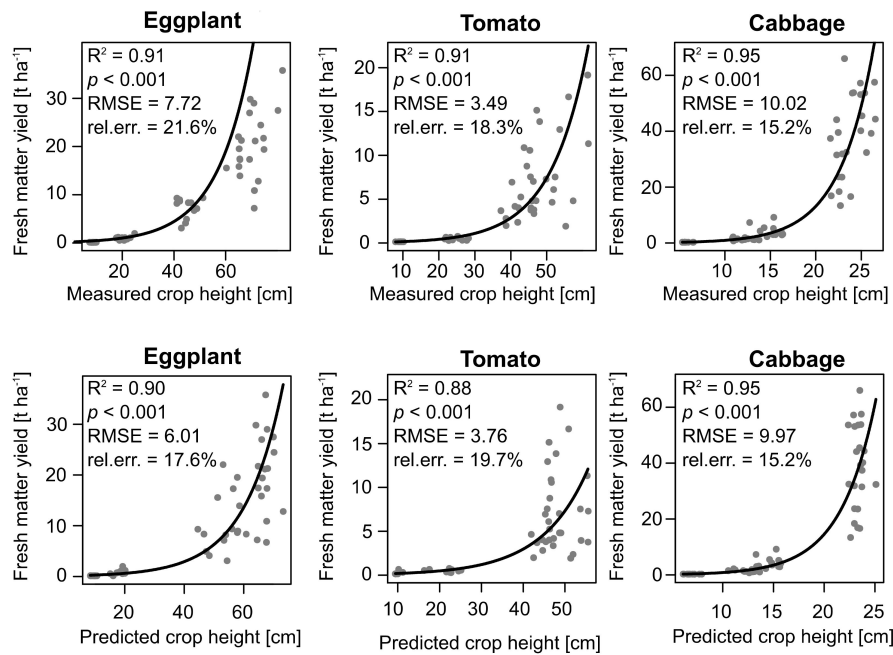 Eggplant
Fresh matter yield [t ha⁻¹]
R² = 0.91
p < 0.001
RMSE = 7.72
rel.err. = 21.6%
30
20
10
0
20 40 60
Measured crop height [cm]
Tomato
Fresh matter yield [t ha⁻¹]
R² = 0.91
p < 0.001
RMSE = 3.49
rel.err. = 18.3%
20
15
10
5
0
10 20 30 40 50
Measured crop height [cm]
Cabbage
Fresh matter yield [t ha⁻¹]
R² = 0.95
p < 0.001
RMSE = 10.02
rel.err. = 15.2%
60
40
20
0
10 15 20 25
Measured crop height [cm]
Eggplant
Fresh matter yield [t ha⁻¹]
R² = 0.90
p < 0.001
RMSE = 6.01
rel.err. = 17.6%
30
20
10
0
20 40 60
Predicted crop height [cm]
Tomato
Fresh matter yield [t ha⁻¹]
R² = 0.88
p < 0.001
RMSE = 3.76
rel.err. = 19.7%
20
15
10
5
0
10 20 30 40 50
Predicted crop height [cm]
Cabbage
Fresh matter yield [t ha⁻¹]
R² = 0.95
p < 0.001
RMSE = 9.97
rel.err. = 15.2%
60
40
20
0
10 15 20 25
Predicted crop height [cm]